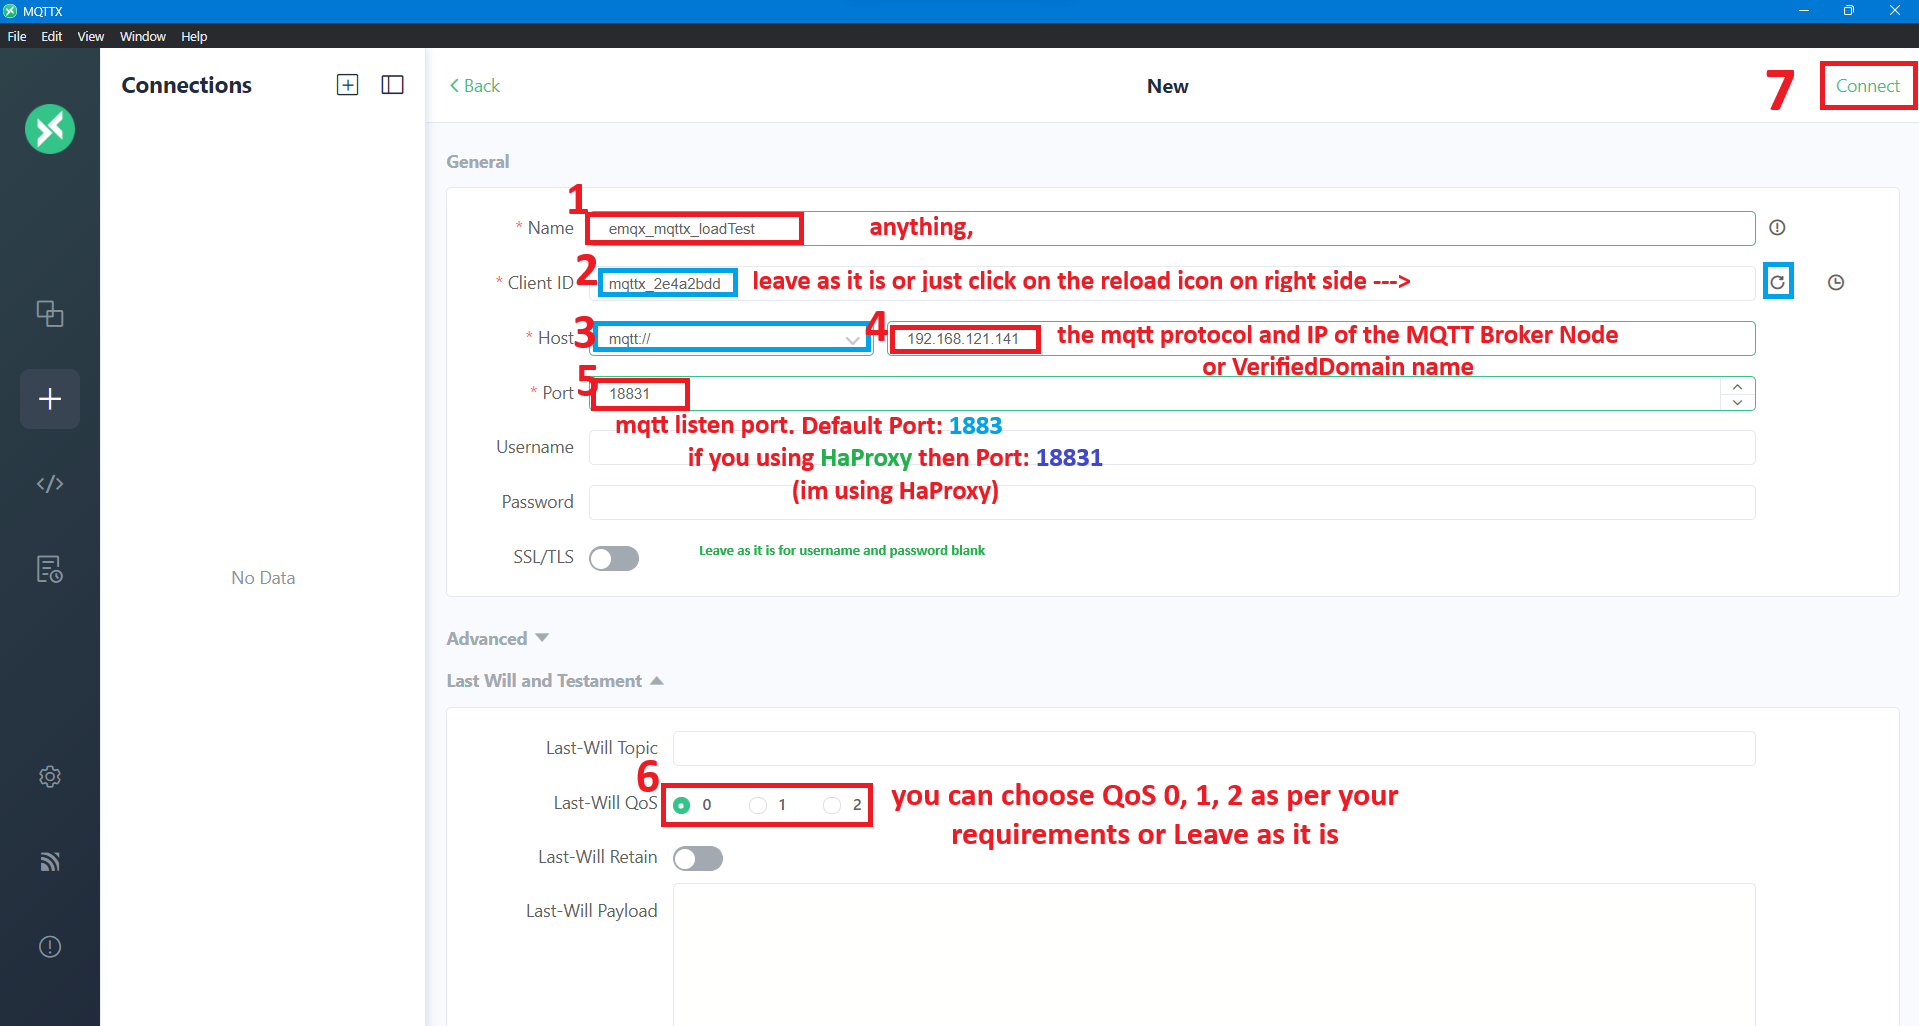 MQTTX
File Edit View Window Help
Connections
Back
New
7
Connect
General
1
* Name
emqx_mqttx_loadTest
anything,
2
* Client ID
mqttx_2e4a2bdd
leave as it is or just click on the reload icon on right side --->
3
* Host
mqtt://
4
192.168.121.141
the mqtt protocol and IP of the MQTT Broker Node
or VerifiedDomain name
5
* Port
18831
mqtt listen port. Default Port: 1883
Username
if you using HaProxy then Port: 18831
(im using HaProxy)
Password
SSL/TLS
Leave as it is for username and password blank
No Data
Advanced
Last Will and Testament
Last-Will Topic
6
Last-Will QoS
0 1 2
you can choose QoS 0, 1, 2 as per your
requirements or Leave as it is
Last-Will Retain
Last-Will Payload